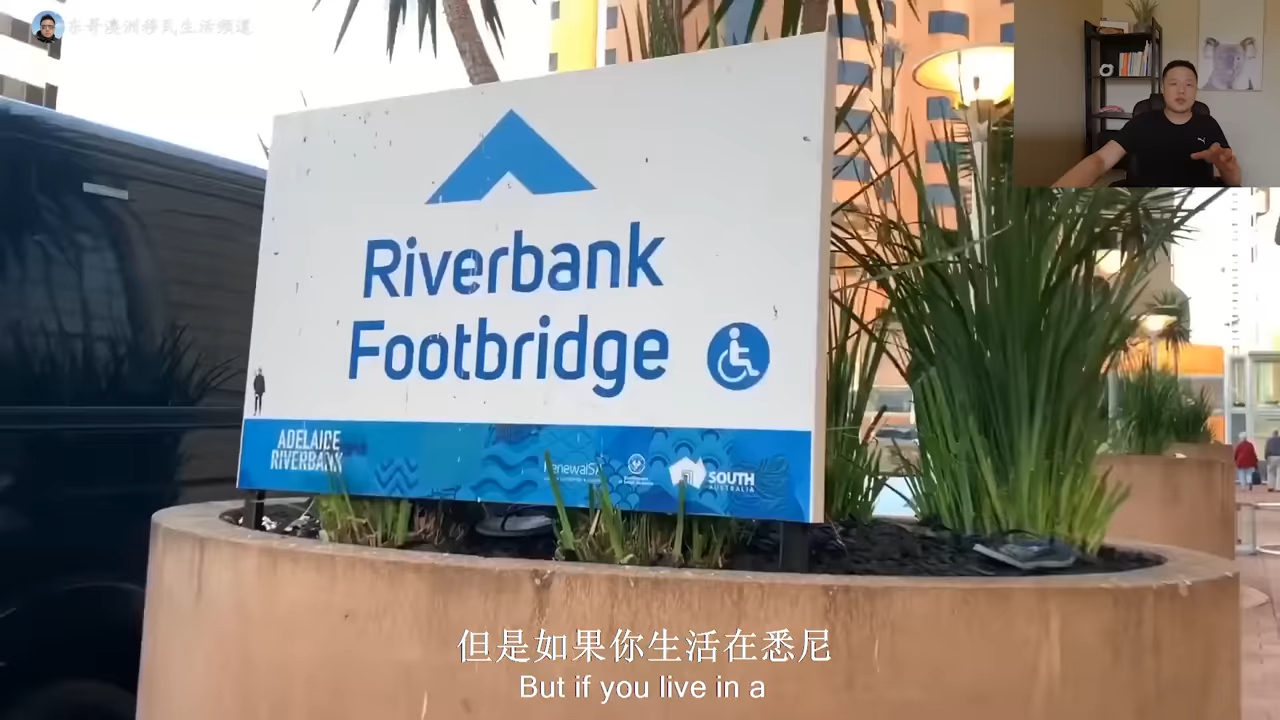 东哥澳洲移民生活频道
Riverbank
Footbridge
ADELAIDE
RIVERBANK
RenewalSA
SOUTH
AUSTRALIA
但是如果你生活在悉尼
But if you live in a